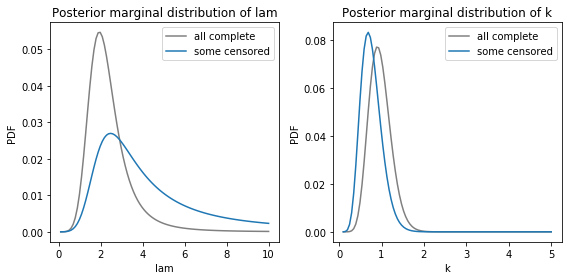 Posterior marginal distribution of lam
all complete
some censored
PDF
0.05
0.04
0.03
0.02
0.01
0.00
0
2
4
6
8
10
lam
Posterior marginal distribution of k
all complete
some censored
PDF
0.08
0.06
0.04
0.02
0.00
0
1
2
3
4
5
k